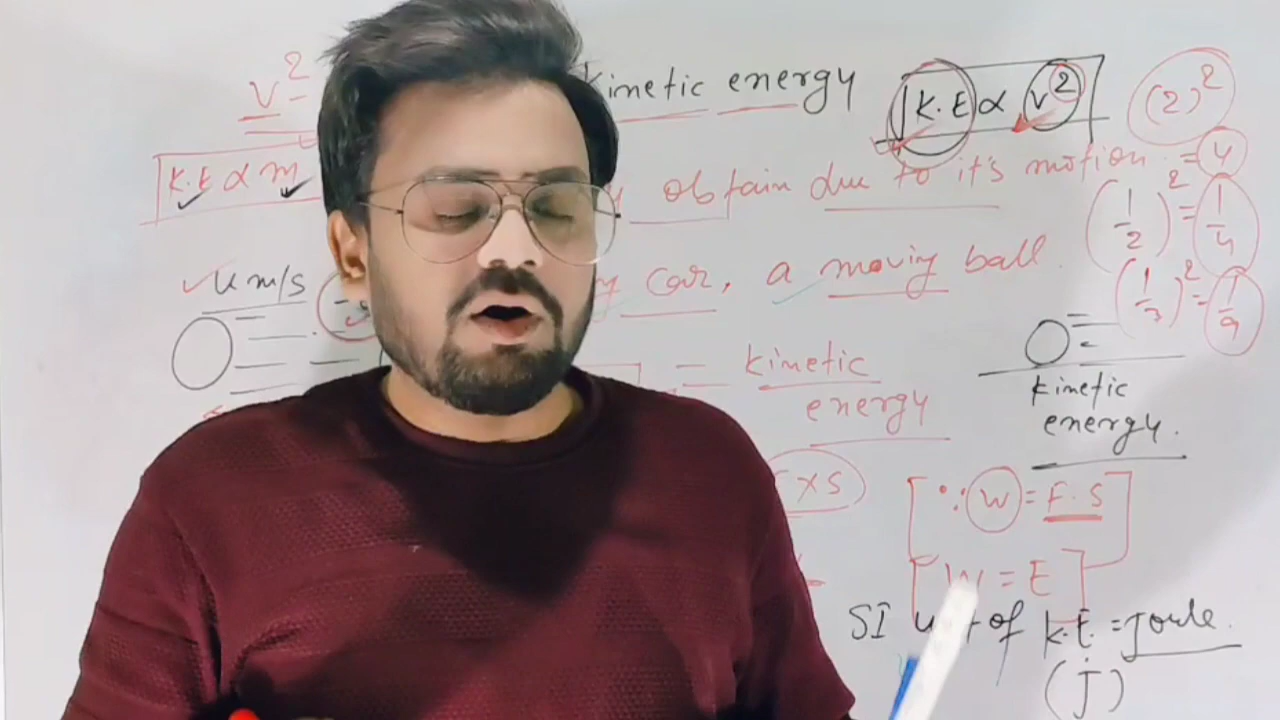 v²
kinetic energy
K.E ∝ v²
(2)² = 4
K.E ∝ m
obtain due to it's motion.
(1/2)² = 1/4
u m/s
car, a moving ball.
(1/3)² = 1/9
= kinetic energy
kinetic
energy.
× S
∵ W = F · S
W = E
SI of K.E. = Joule.
(J)